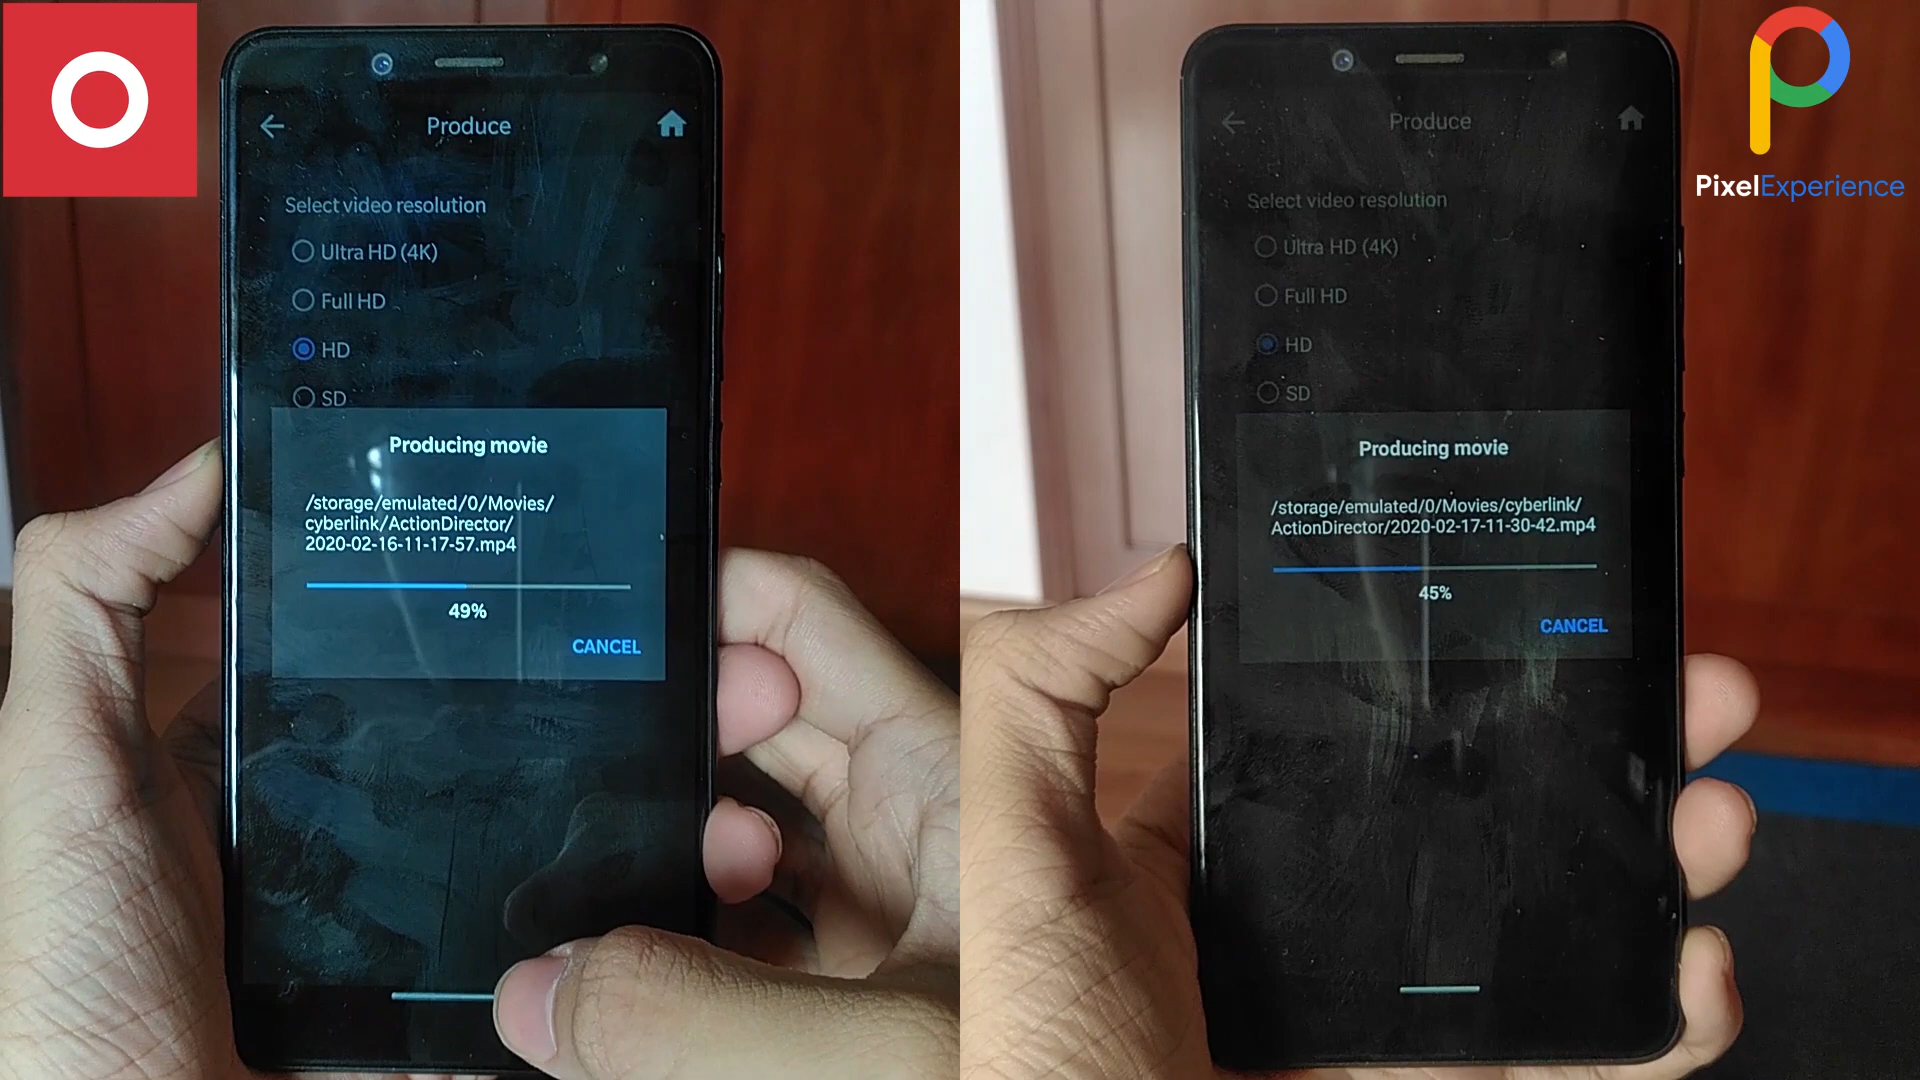 Produce
Select video resolution
Ultra HD (4K)
Full HD
HD
SD
Producing movie
/storage/emulated/0/Movies/
cyberlink/ActionDirector/
2020-02-16-11-17-57.mp4
49%
CANCEL
PixelExperience
Produce
Select video resolution
Ultra HD (4K)
Full HD
HD
SD
Producing movie
/storage/emulated/0/Movies/cyberlink/
ActionDirector/2020-02-17-11-30-42.mp4
45%
CANCEL